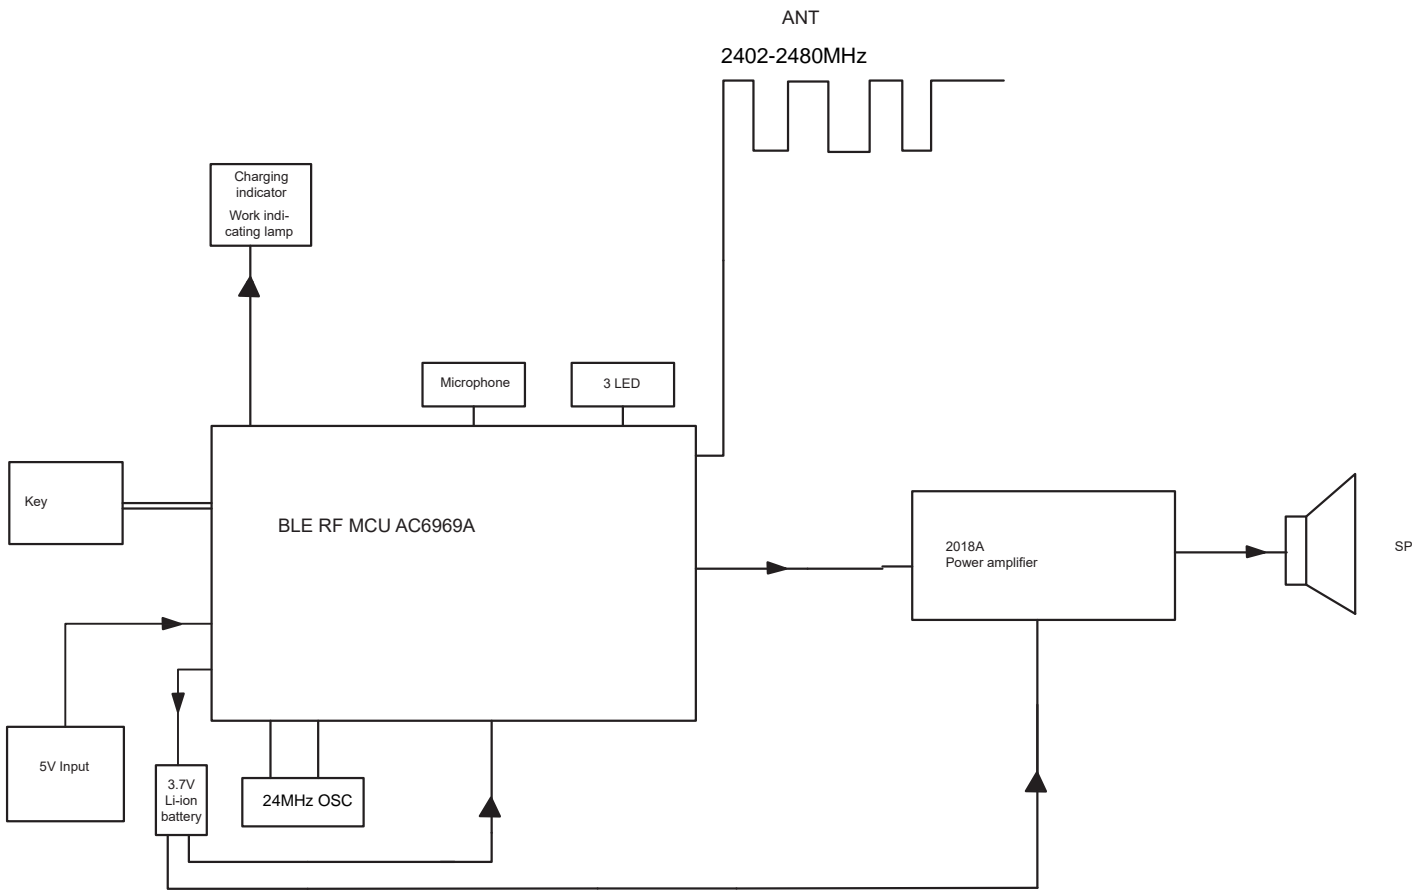 ANT
2402-2480MHz
Charging
indicator
Work indi-
cating lamp
Microphone
3 LED
Key
BLE RF MCU AC6969A
2018A
Power amplifier
SP
5V Input
3.7V
Li-ion
battery
24MHz OSC